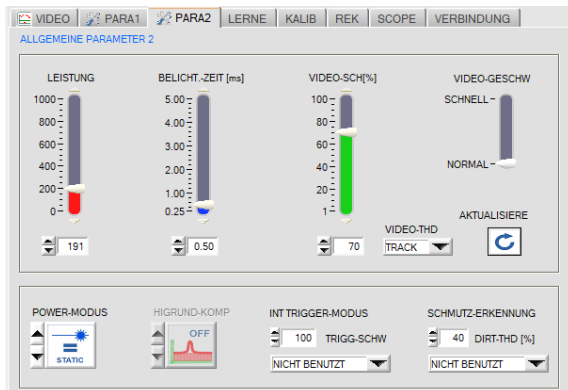 VIDEO PARA1 PARA2 LERNE KALIB REK SCOPE VERBINDUNG
ALLGEMEINE PARAMETER 2
LEISTUNG BELICHT.-ZEIT [ms] VIDEO-SCH[%] VIDEO-GESCHW
1000 5.00 100 SCHNELL
800 4.00 80
600 3.00 60
400 2.00 40 NORMAL
200 1.00 20
0 0.25 1
AKTUALISIERE
VIDEO-THD
191 0.50 70 TRACK
POWER-MODUS HIGRUND-KOMP INT TRIGGER-MODUS SCHMUTZ-ERKENNUNG
OFF
100 TRIGG-SCHW 40 DIRT-THD [%]
STATIC
NICHT BENUTZT NICHT BENUTZT